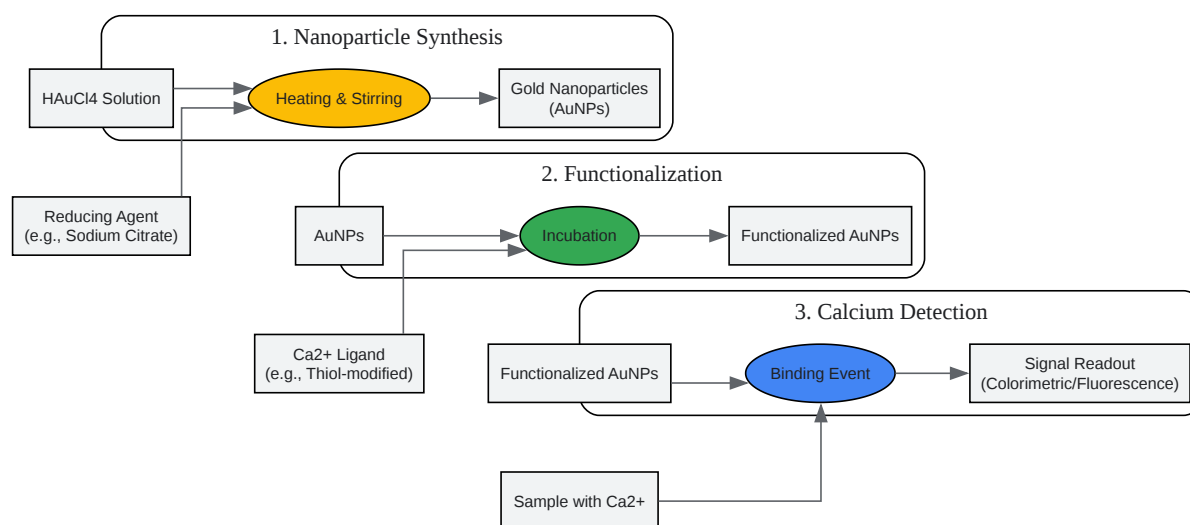 1. Nanoparticle Synthesis
HAuCl4 Solution
Heating & Stirring
Gold Nanoparticles
(AuNPs)
Reducing Agent
(e.g., Sodium Citrate)
2. Functionalization
AuNPs
Incubation
Functionalized AuNPs
Ca2+ Ligand
(e.g., Thiol-modified)
3. Calcium Detection
Functionalized AuNPs
Binding Event
Signal Readout
(Colorimetric/Fluorescence)
Sample with Ca2+